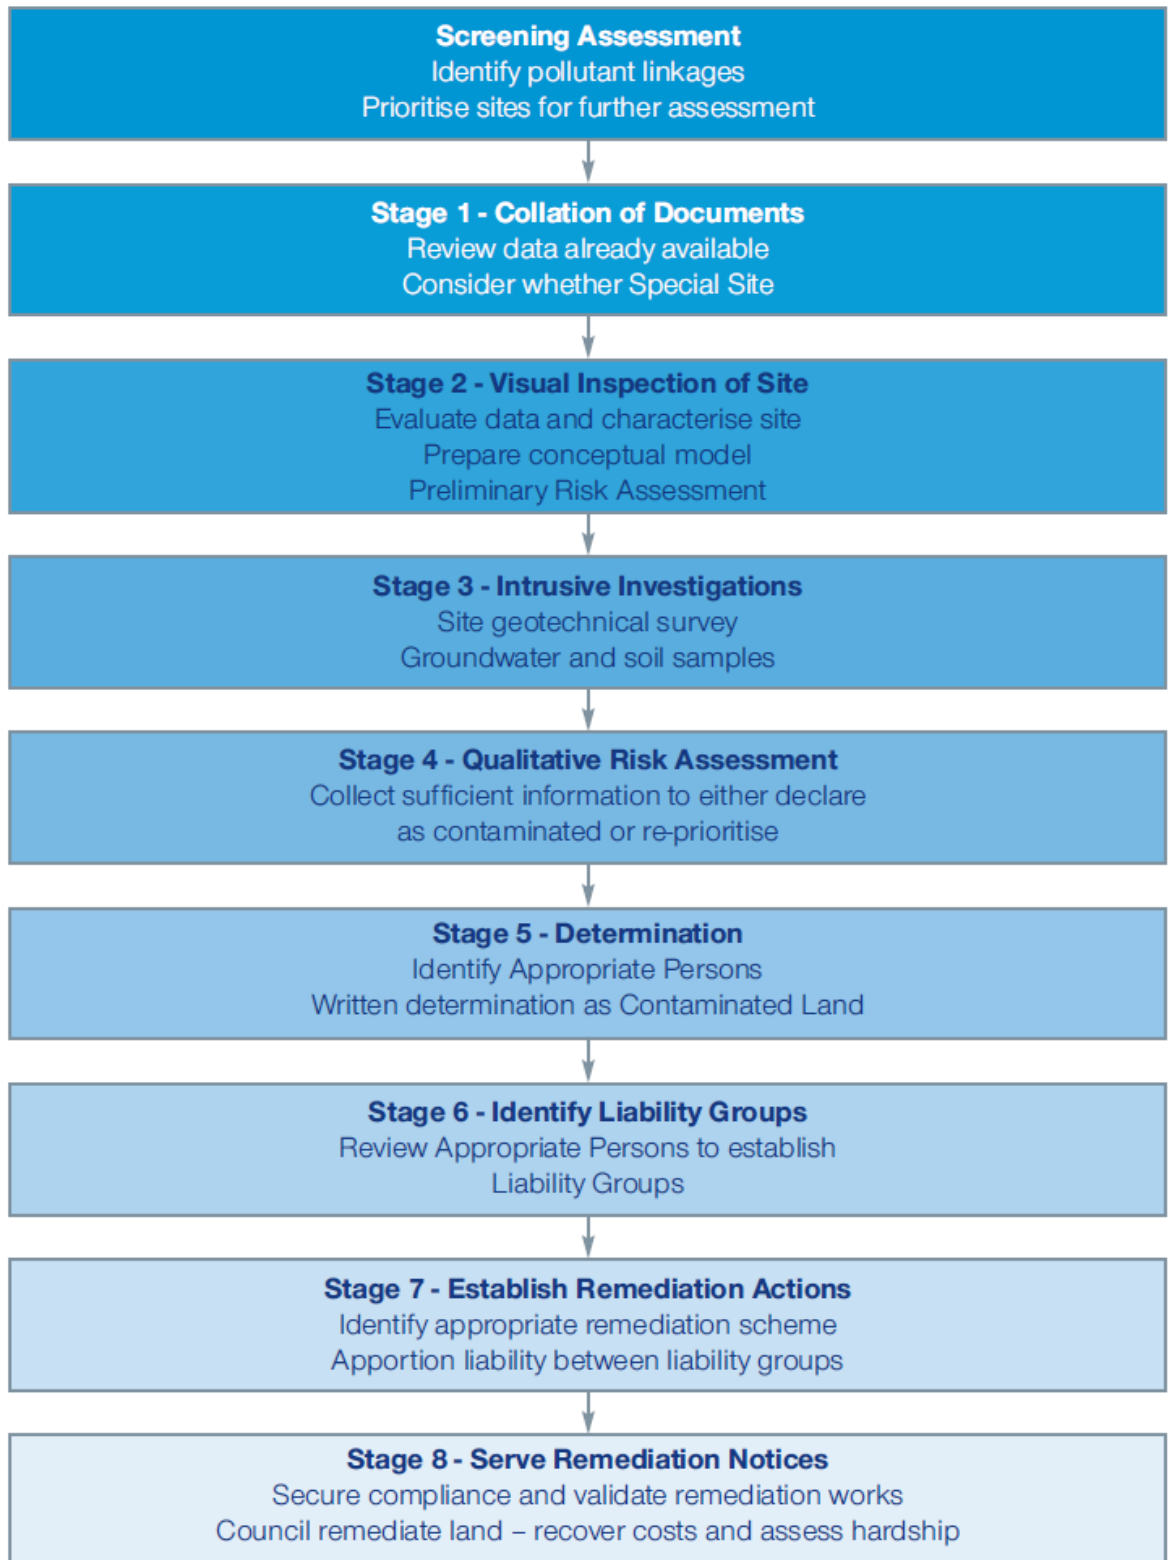 Screening Assessment
Identify pollutant linkages
Prioritise sites for further assessment
Stage 1 - Collation of Documents
Review data already available
Consider whether Special Site
Stage 2 - Visual Inspection of Site
Evaluate data and characterise site
Prepare conceptual model
Preliminary Risk Assessment
Stage 3 - Intrusive Investigations
Site geotechnical survey
Groundwater and soil samples
Stage 4 - Qualitative Risk Assessment
Collect sufficient information to either declare
as contaminated or re-prioritise
Stage 5 - Determination
Identify Appropriate Persons
Written determination as Contaminated Land
Stage 6 - Identify Liability Groups
Review Appropriate Persons to establish
Liability Groups
Stage 7 - Establish Remediation Actions
Identify appropriate remediation scheme
Apportion liability between liability groups
Stage 8 - Serve Remediation Notices
Secure compliance and validate remediation works
Council remediate land – recover costs and assess hardship